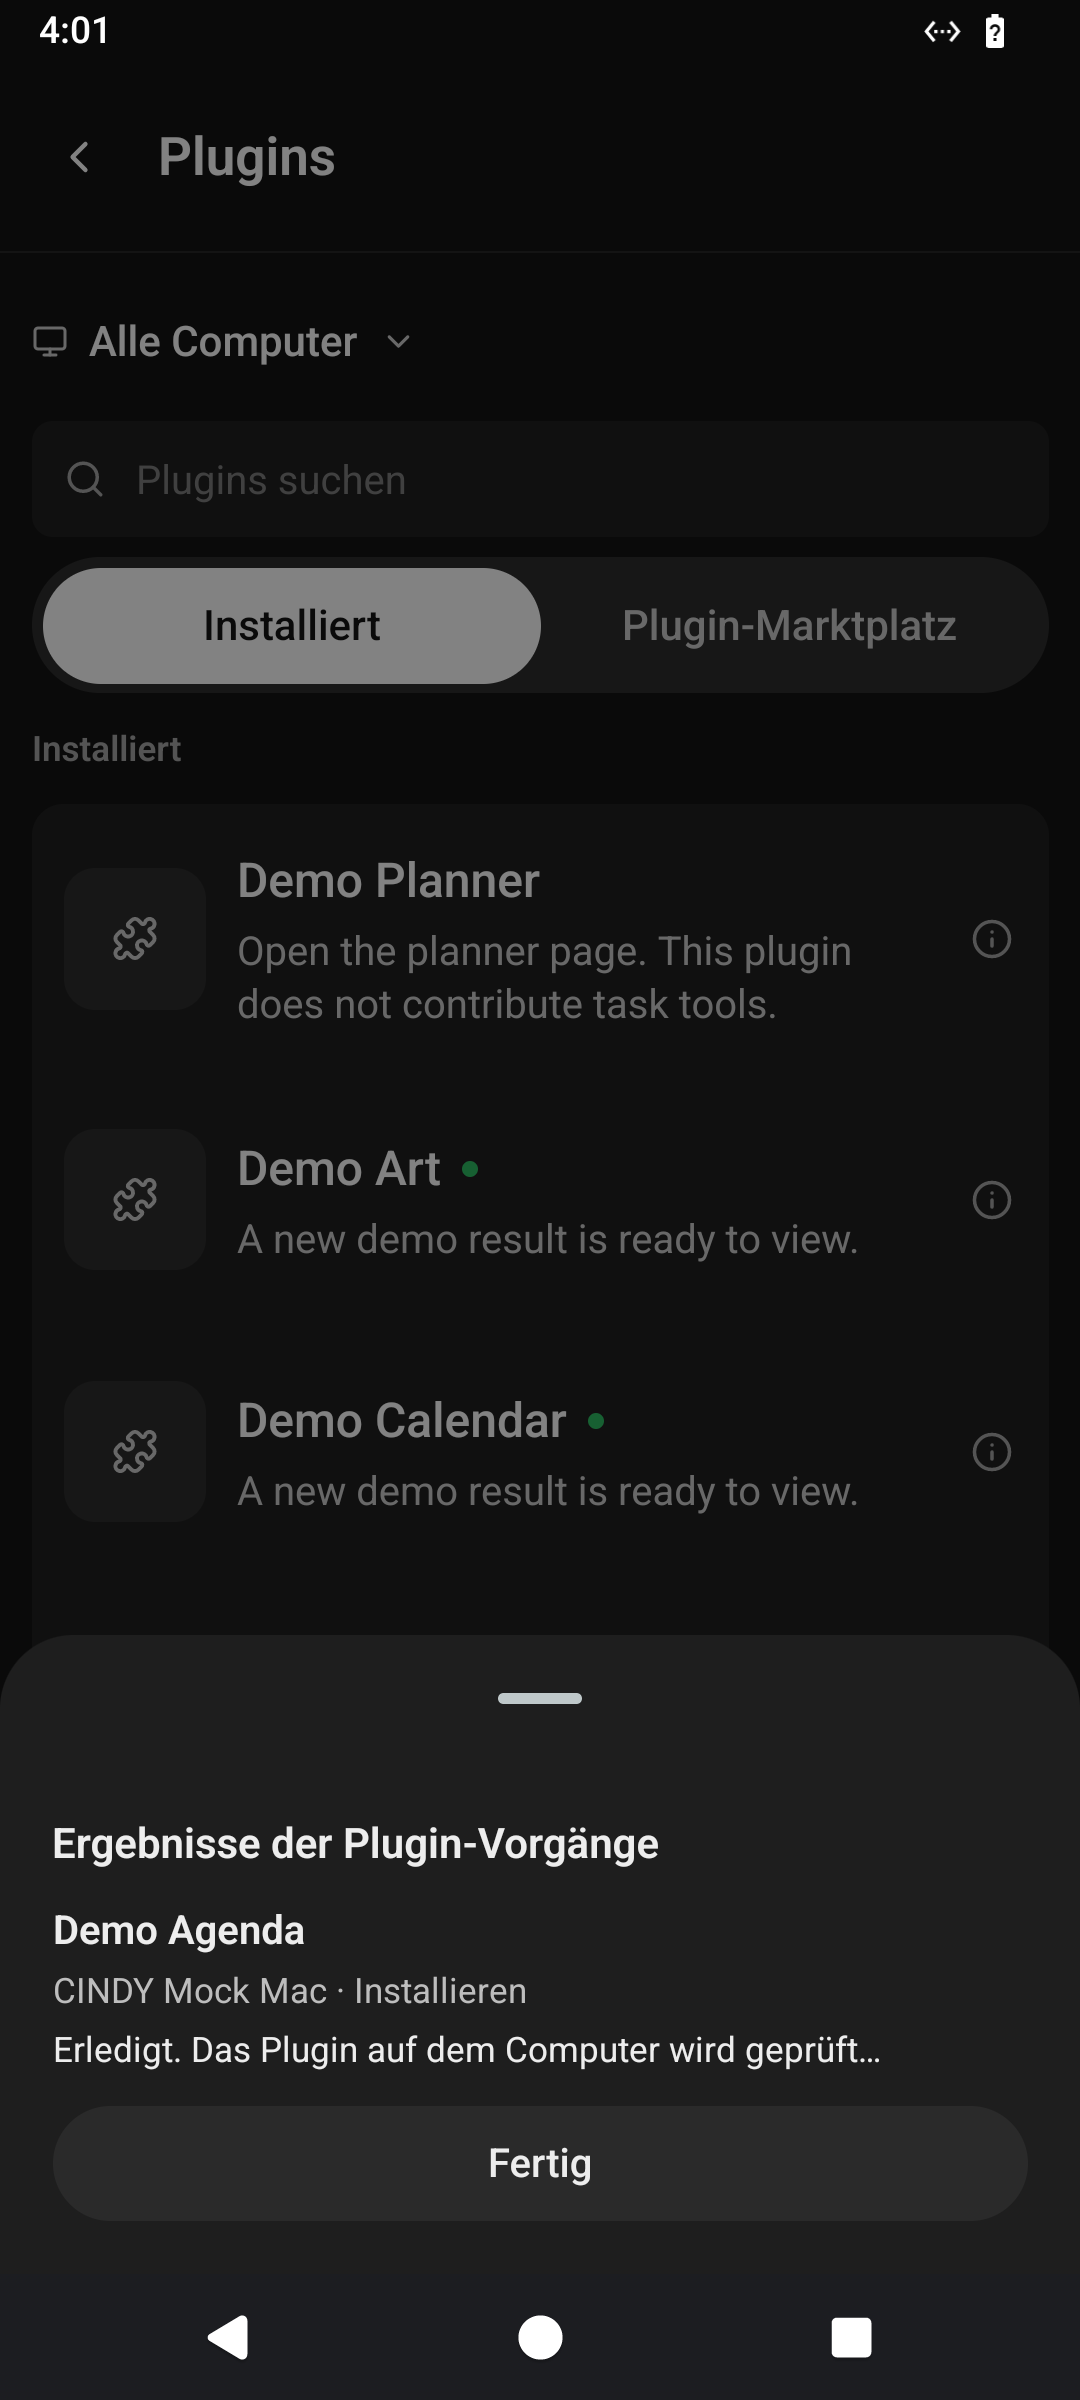 4:01
Plugins
Alle Computer
Plugins suchen
Installiert
Plugin-Marktplatz
Installiert
Demo Planner
Open the planner page. This plugin
does not contribute task tools.
Demo Art
A new demo result is ready to view.
Demo Calendar
A new demo result is ready to view.
Ergebnisse der Plugin-Vorgänge
Demo Agenda
CINDY Mock Mac · Installieren
Erledigt. Das Plugin auf dem Computer wird geprüft…
Fertig